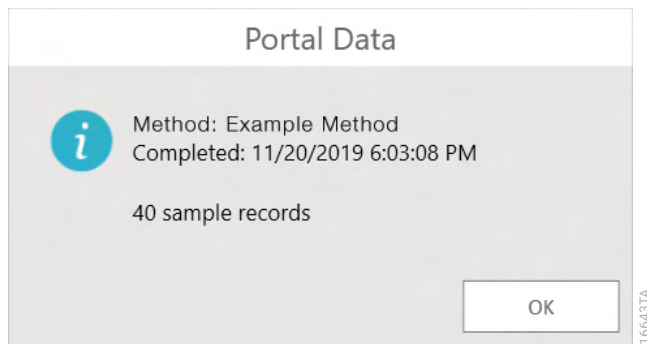 Portal Data
Method: Example Method
Completed: 11/20/2019 6:03:08 PM
40 sample records
OK
16643TA